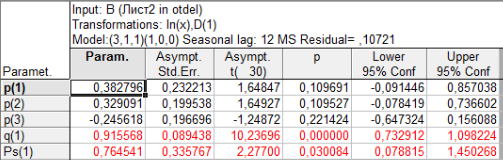 Input: B (Лист2 in otdel)
Transformations: ln(x),D(1)
Model:(3,1,1)(1,0,0) Seasonal lag: 12 MS Residual= ,10721
Paramet. Param. Asympt. Std.Err. Asympt. t( 30) p Lower 95% Conf Upper 95% Conf
p(1) 0,382796 0,232213 1,64847 0,109691 -0,091446 0,857038
p(2) 0,329091 0,199538 1,64927 0,109527 -0,078419 0,736602
p(3) -0,245618 0,196696 -1,24872 0,221424 -0,647324 0,156088
q(1) 0,915568 0,089438 10,23696 0,000000 0,732912 1,098224
Ps(1) 0,764541 0,335767 2,27700 0,030084 0,078815 1,450268